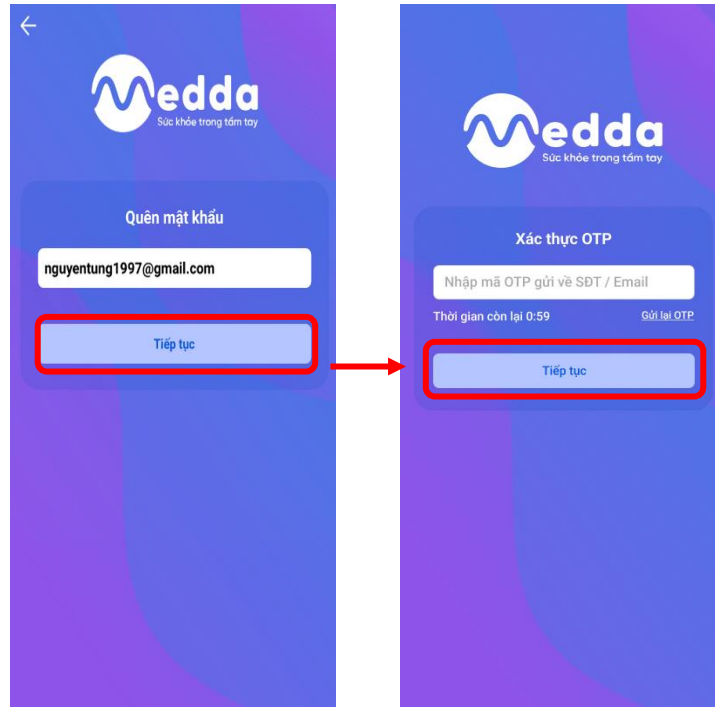 Medda
Sức khỏe trong tầm tay
Quên mật khẩu
nguyentung1997@gmail.com
Tiếp tục
Medda
Sức khỏe trong tầm tay
Xác thực OTP
Nhập mã OTP gửi về SĐT / Email
Thời gian còn lại 0:59 Gửi lại OTP
Tiếp tục